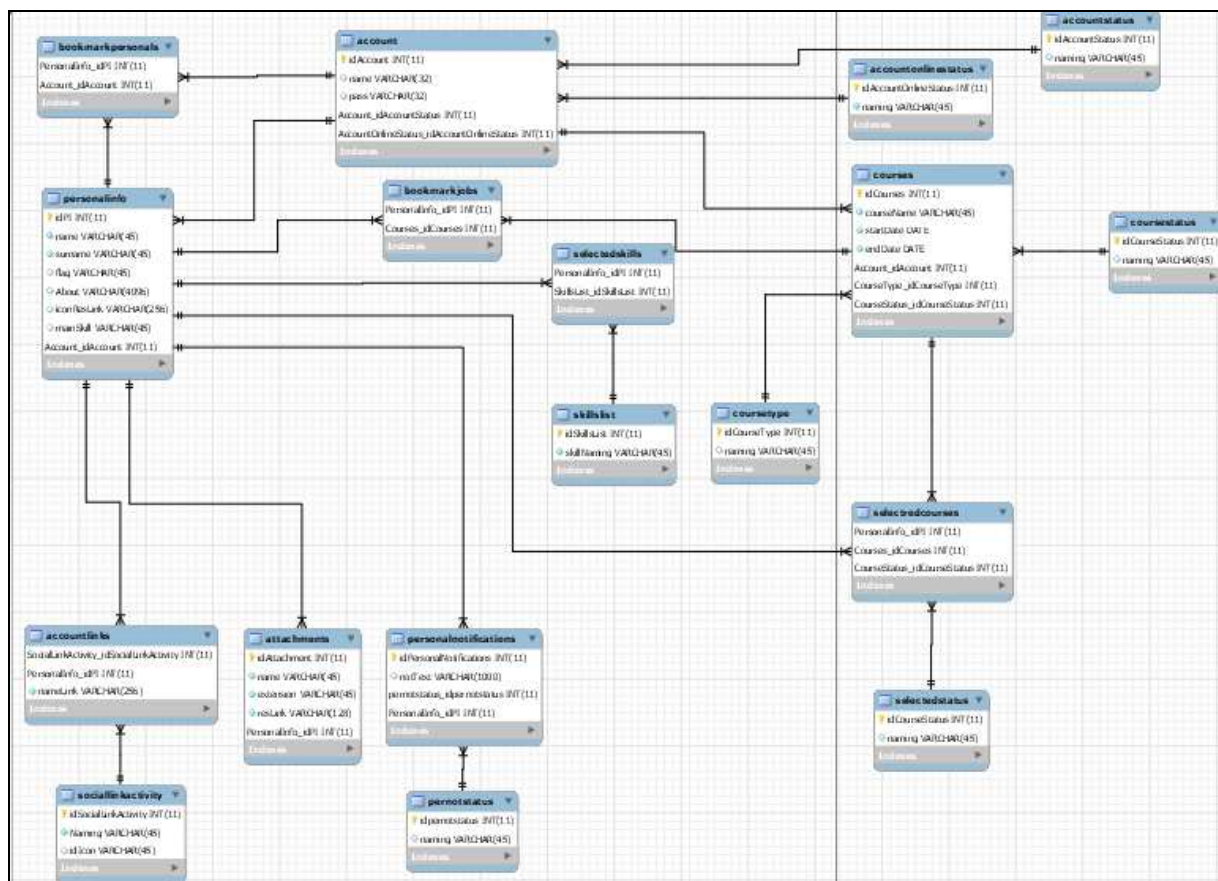 bookmarkpersonals
PersonalInfo_idPI INT(11)
Account_idAccount INT(11)
Indexes
account
idAccount INT(11)
name VARCHAR(32)
pass VARCHAR(32)
Account_idAccountStatus INT(11)
AccountOnlineStatus_idAccountOnlineStatus INT(11)
Indexes
accountstatus
idAccountStatus INT(11)
naming VARCHAR(45)
Indexes
accountonlinestatus
idAccountOnlineStatus INT(11)
naming VARCHAR(45)
Indexes
personalinfo
idPI INT(11)
name VARCHAR(45)
surname VARCHAR(45)
flag VARCHAR(45)
About VARCHAR(4096)
iconResLink VARCHAR(256)
mainSkill VARCHAR(45)
Account_idAccount INT(11)
Indexes
bookmarkjobs
PersonalInfo_idPI INT(11)
Courses_idCourses INT(11)
Indexes
selectedskills
PersonalInfo_idPI INT(11)
SkillsList_idSkillsList INT(11)
Indexes
courses
idCourses INT(11)
courseName VARCHAR(45)
startDate DATE
endDate DATE
Account_idAccount INT(11)
CourseType_idCourseType INT(11)
CourseStatus_idCourseStatus INT(11)
Indexes
coursestatus
idCourseStatus INT(11)
naming VARCHAR(45)
Indexes
skillslist
idSkillsList INT(11)
skillNaming VARCHAR(45)
Indexes
coursetype
idCourseType INT(11)
naming VARCHAR(45)
Indexes
selectredcourses
PersonalInfo_idPI INT(11)
Courses_idCourses INT(11)
CourseStatus_idCourseStatus INT(11)
Indexes
accountlinks
SocialLinkActivity_idSocialLinkActivity INT(11)
PersonalInfo_idPI INT(11)
nameLink VARCHAR(256)
Indexes
attachments
idAttachment INT(11)
name VARCHAR(45)
extension VARCHAR(45)
resLink VARCHAR(128)
PersonalInfo_idPI INT(11)
Indexes
personalnotifications
idPersonalNotifications INT(11)
notText VARCHAR(1000)
pernotstatus_idpernotstatus INT(11)
PersonalInfo_idPI INT(11)
Indexes
selectedstatus
idCourseStatus INT(11)
naming VARCHAR(45)
Indexes
sociallinkactivity
idSocialLinkActivity INT(11)
Naming VARCHAR(45)
idIcon VARCHAR(45)
Indexes
pernotstatus
idpernotstatus INT(11)
naming VARCHAR(45)
Indexes